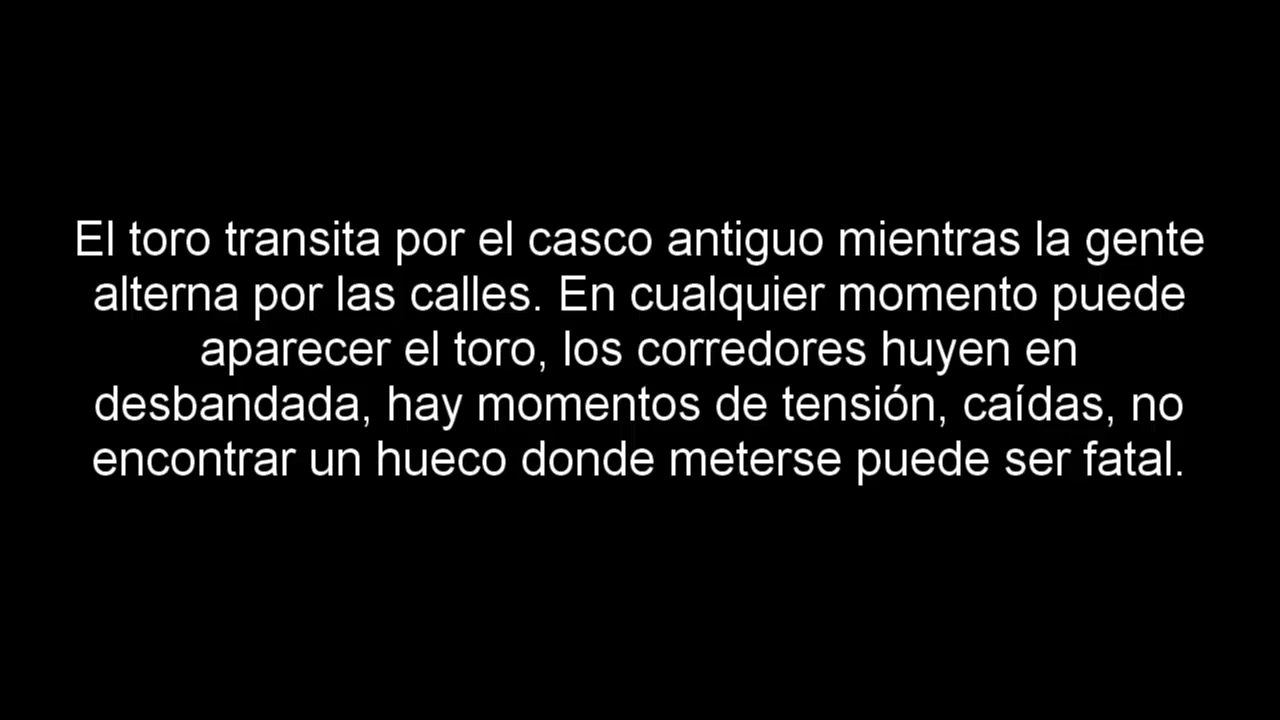 El toro transita por el casco antiguo mientras la gente
alterna por las calles. En cualquier momento puede
aparecer el toro, los corredores huyen en
desbandada, hay momentos de tensión, caídas, no
encontrar un hueco donde meterse puede ser fatal.